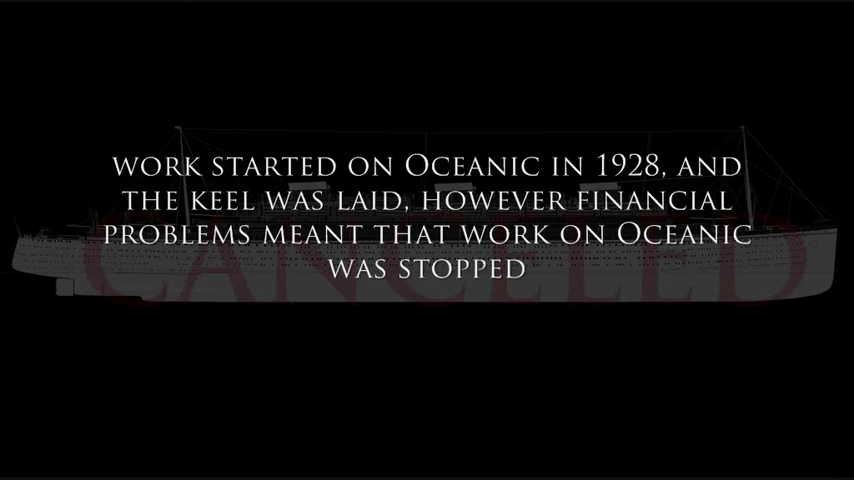 WORK STARTED ON OCEANIC IN 1928, AND
THE KEEL WAS LAID, HOWEVER FINANCIAL
PROBLEMS MEANT THAT WORK ON OCEANIC
WAS STOPPED
CANCELED